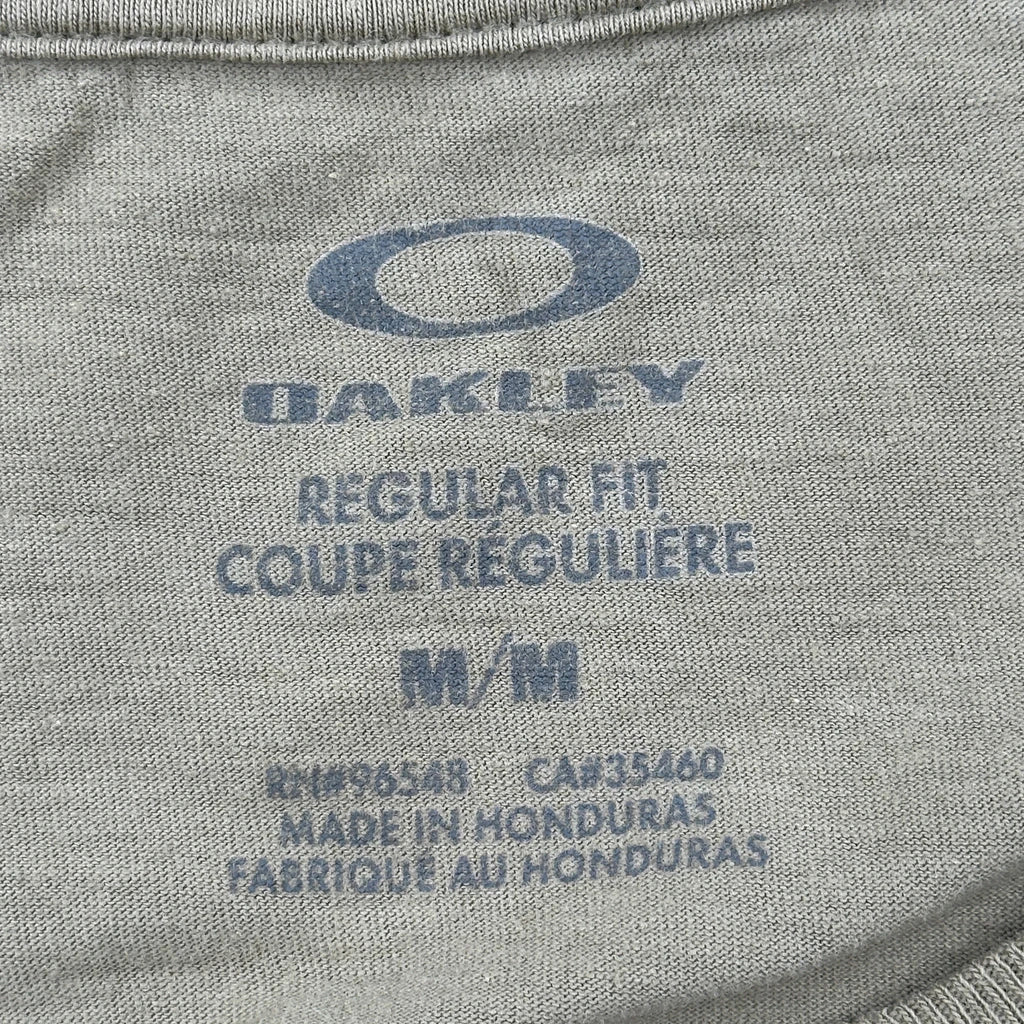 OAKLEY
REGULAR FIT
COUPE RÉGULIÈRE
M/M
RN#96548 CA#35460
MADE IN HONDURAS
FABRIQUÉ AU HONDURAS